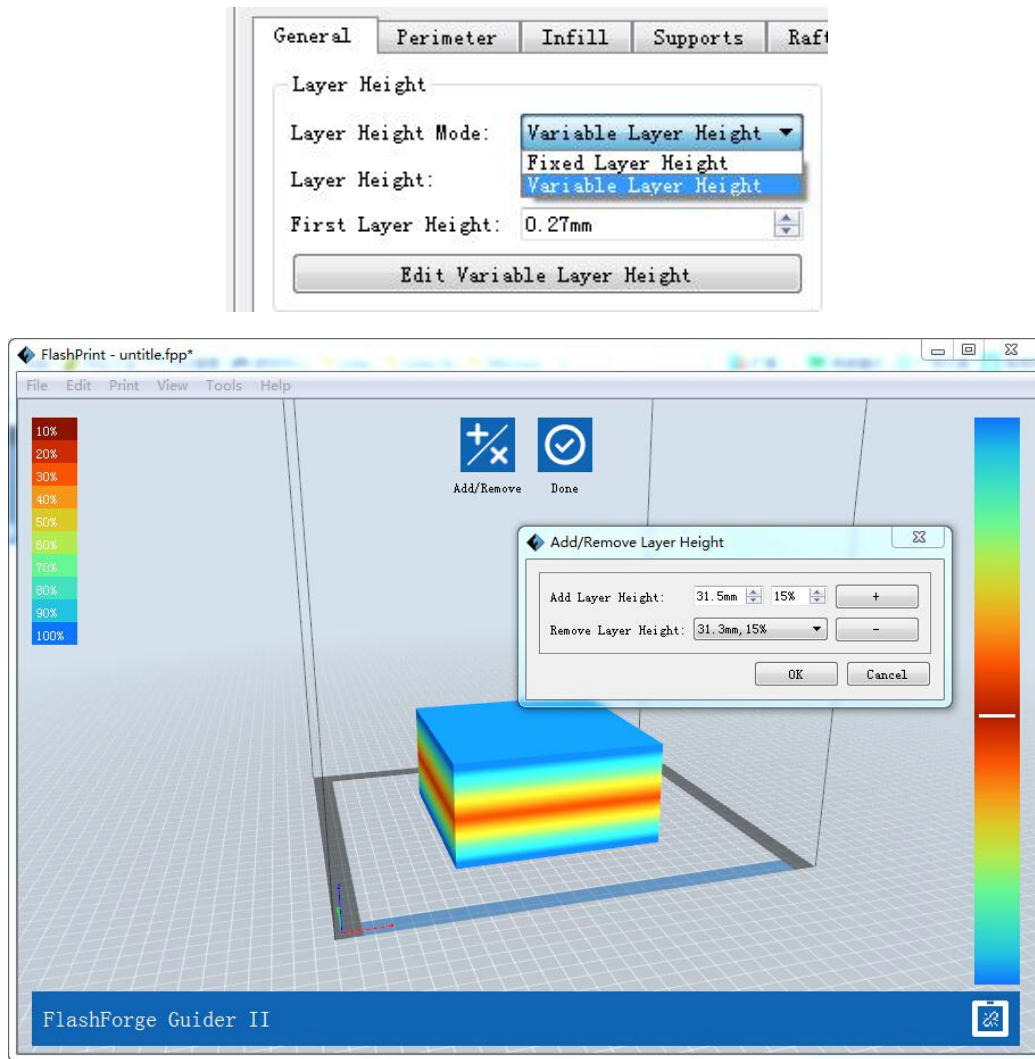 General Perimeter Infill Supports Raft
Layer Height
Layer Height Mode: Variable Layer Height
Fixed Layer Height
Layer Height: Variable Layer Height
First Layer Height: 0.27mm
Edit Variable Layer Height
FlashPrint - untitle.fpp*
File Edit Print View Tools Help
10%
20%
30%
40%
50%
60%
70%
80%
90%
100%
Add/Remove Done
Add/Remove Layer Height
Add Layer Height: 31.5mm 15% +
Remove Layer Height: 31.3mm,15% -
OK Cancel
FlashForge Guider II